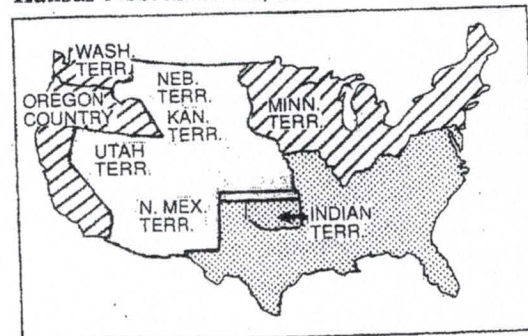 WASH.
TERR.
OREGON
COUNTRY
NEB.
TERR.
KAN.
TERR.
MINN.
TERR.
UTAH
TERR.
N. MEX.
TERR.
INDIAN
TERR.